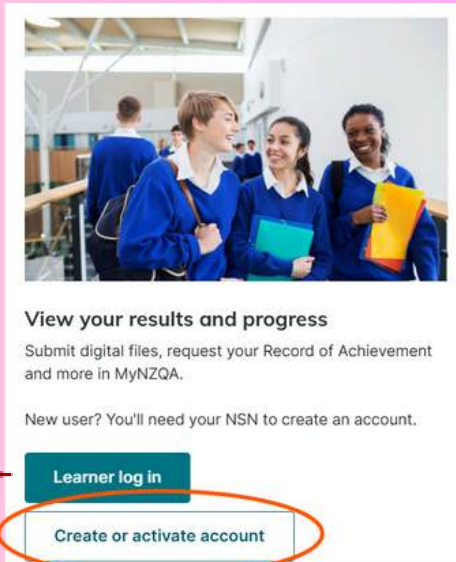 View your results and progress
Submit digital files, request your Record of Achievement
and more in MyNZQA.
New user? You'll need your NSN to create an account.
Learner log in
Create or activate account